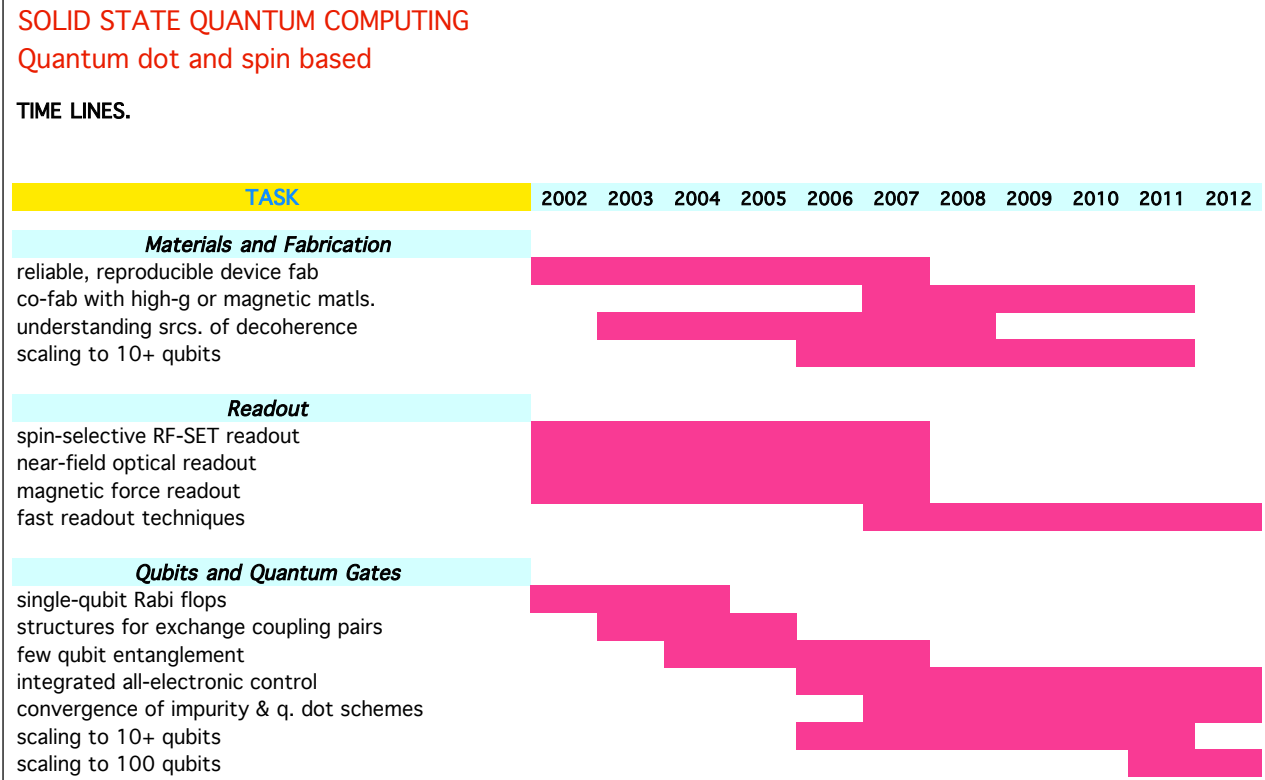 SOLID STATE QUANTUM COMPUTING
Quantum dot and spin based
TIME LINES.
TASK 2002 2003 2004 2005 2006 2007 2008 2009 2010 2011 2012
Materials and Fabrication
reliable, reproducible device fab
co-fab with high-g or magnetic matls.
understanding srcs. of decoherence
scaling to 10+ qubits
Readout
spin-selective RF-SET readout
near-field optical readout
magnetic force readout
fast readout techniques
Qubits and Quantum Gates
single-qubit Rabi flops
structures for exchange coupling pairs
few qubit entanglement
integrated all-electronic control
convergence of impurity & q. dot schemes
scaling to 10+ qubits
scaling to 100 qubits